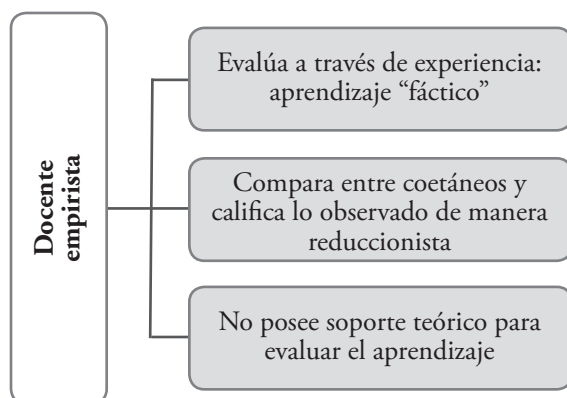 Docente
empirista
Evalúa a través de experiencia:
aprendizaje “fáctico”
Compara entre coetáneos y
califica lo observado de manera
reduccionista
No posee soporte teórico para
evaluar el aprendizaje